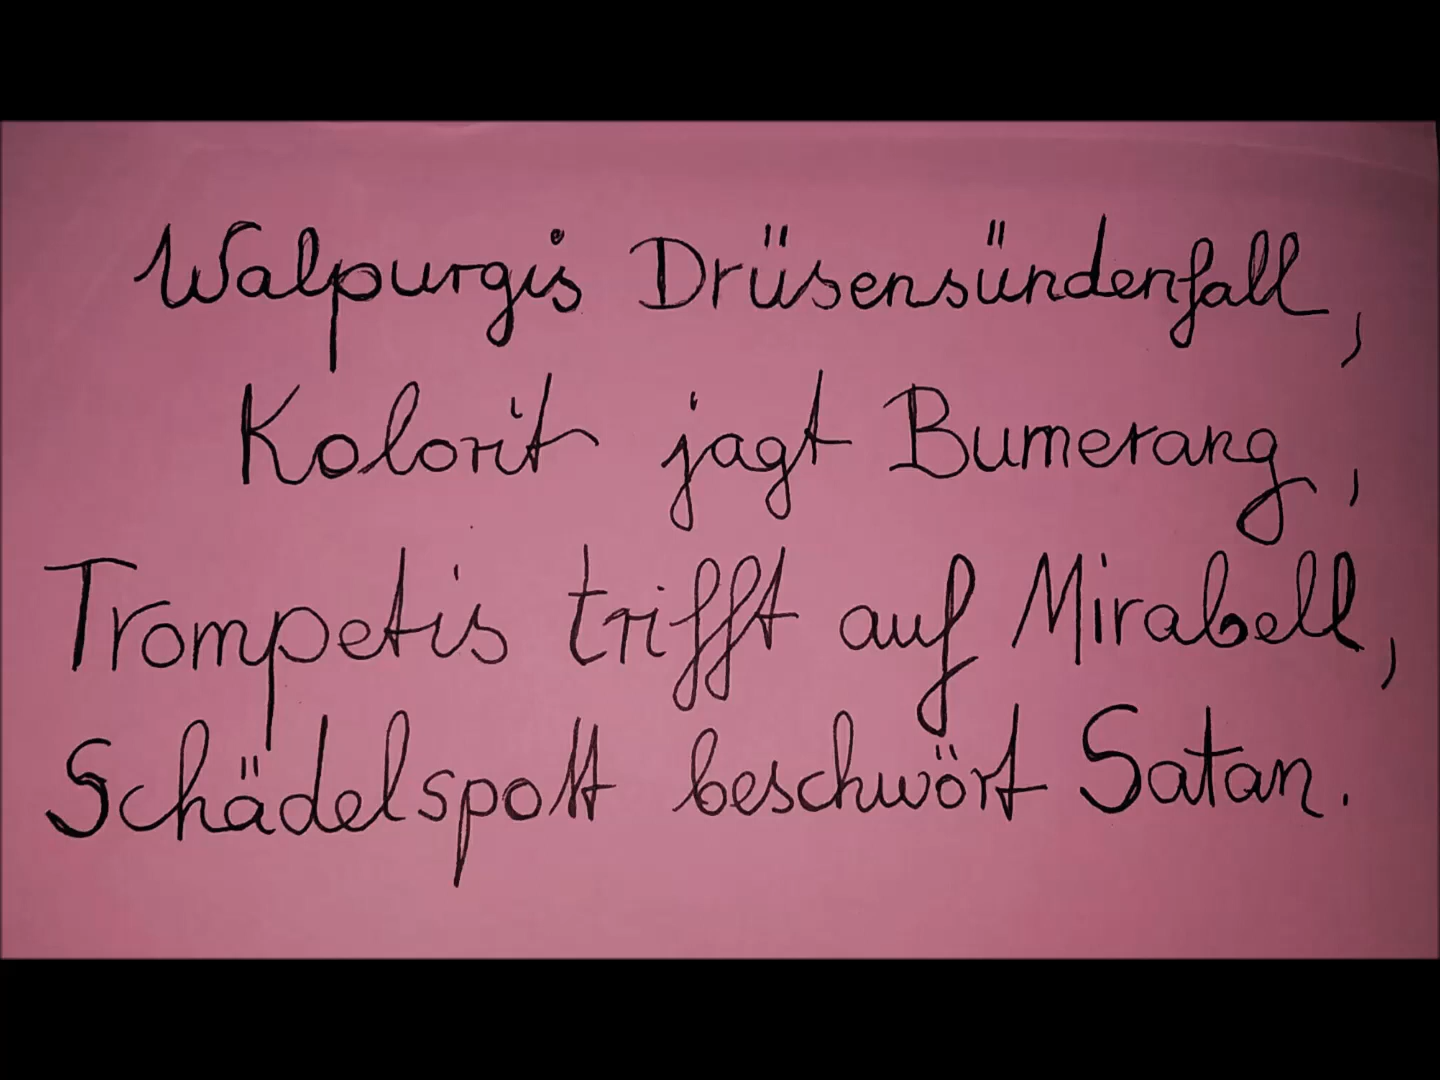 Walpurgis Drüsensündenfall,
Kolorit jagt Bumerang,
Trompetis trifft auf Mirabell,
Schädelspott beschwört Satan.